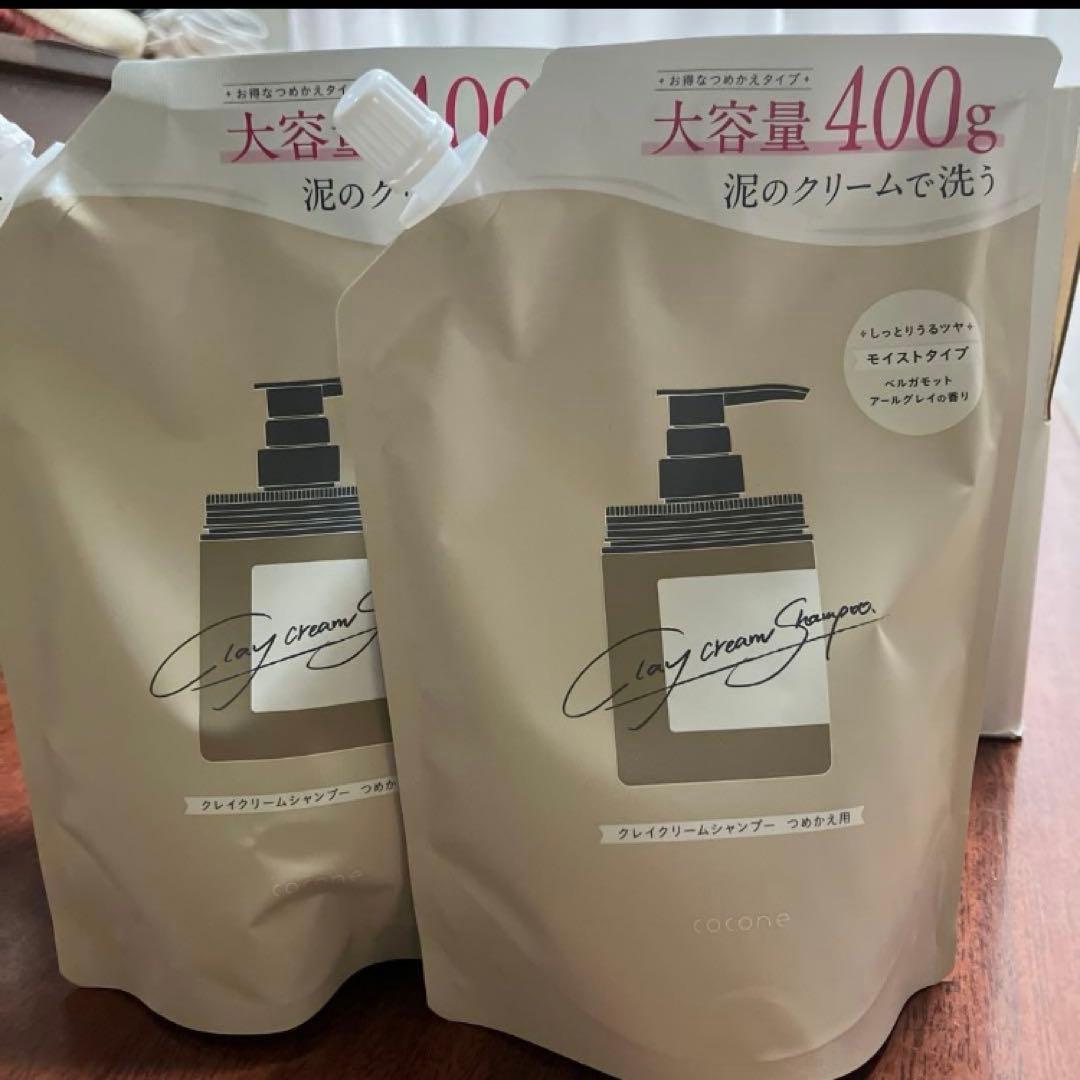 お得なつめかえタイ
大容量 400
泥のク
Clay cream S
クレイクリームシャンプー つめか
cocone
お得なつめかえタイプ
大容量 400g
泥のクリームで洗う
しっとりうるツヤ
モイストタイプ
ベルガモット
アールグレイの香り
Clay cream Shampoo.
クレイクリームシャンプー つめかえ用
cocone